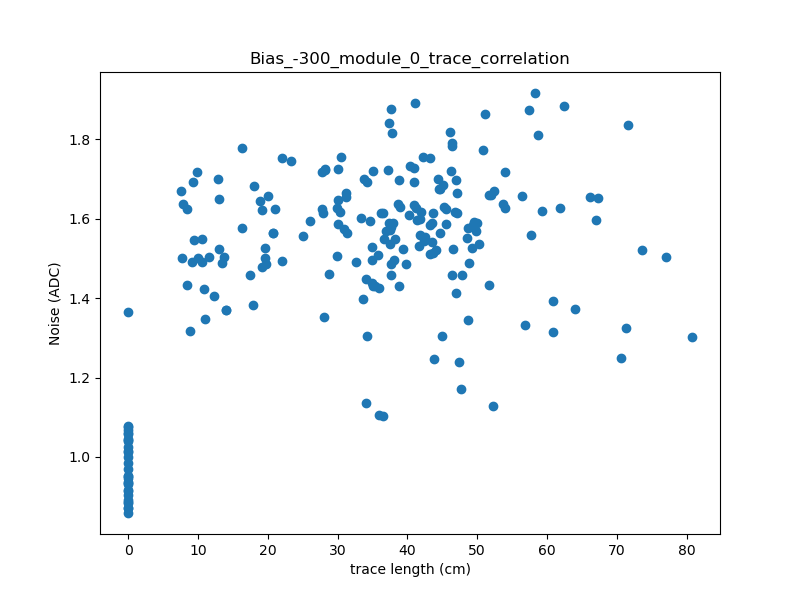 Bias_-300_module_0_trace_correlation
Noise (ADC)
1.8
1.6
1.4
1.2
1.0
0 10 20 30 40 50 60 70 80
trace length (cm)